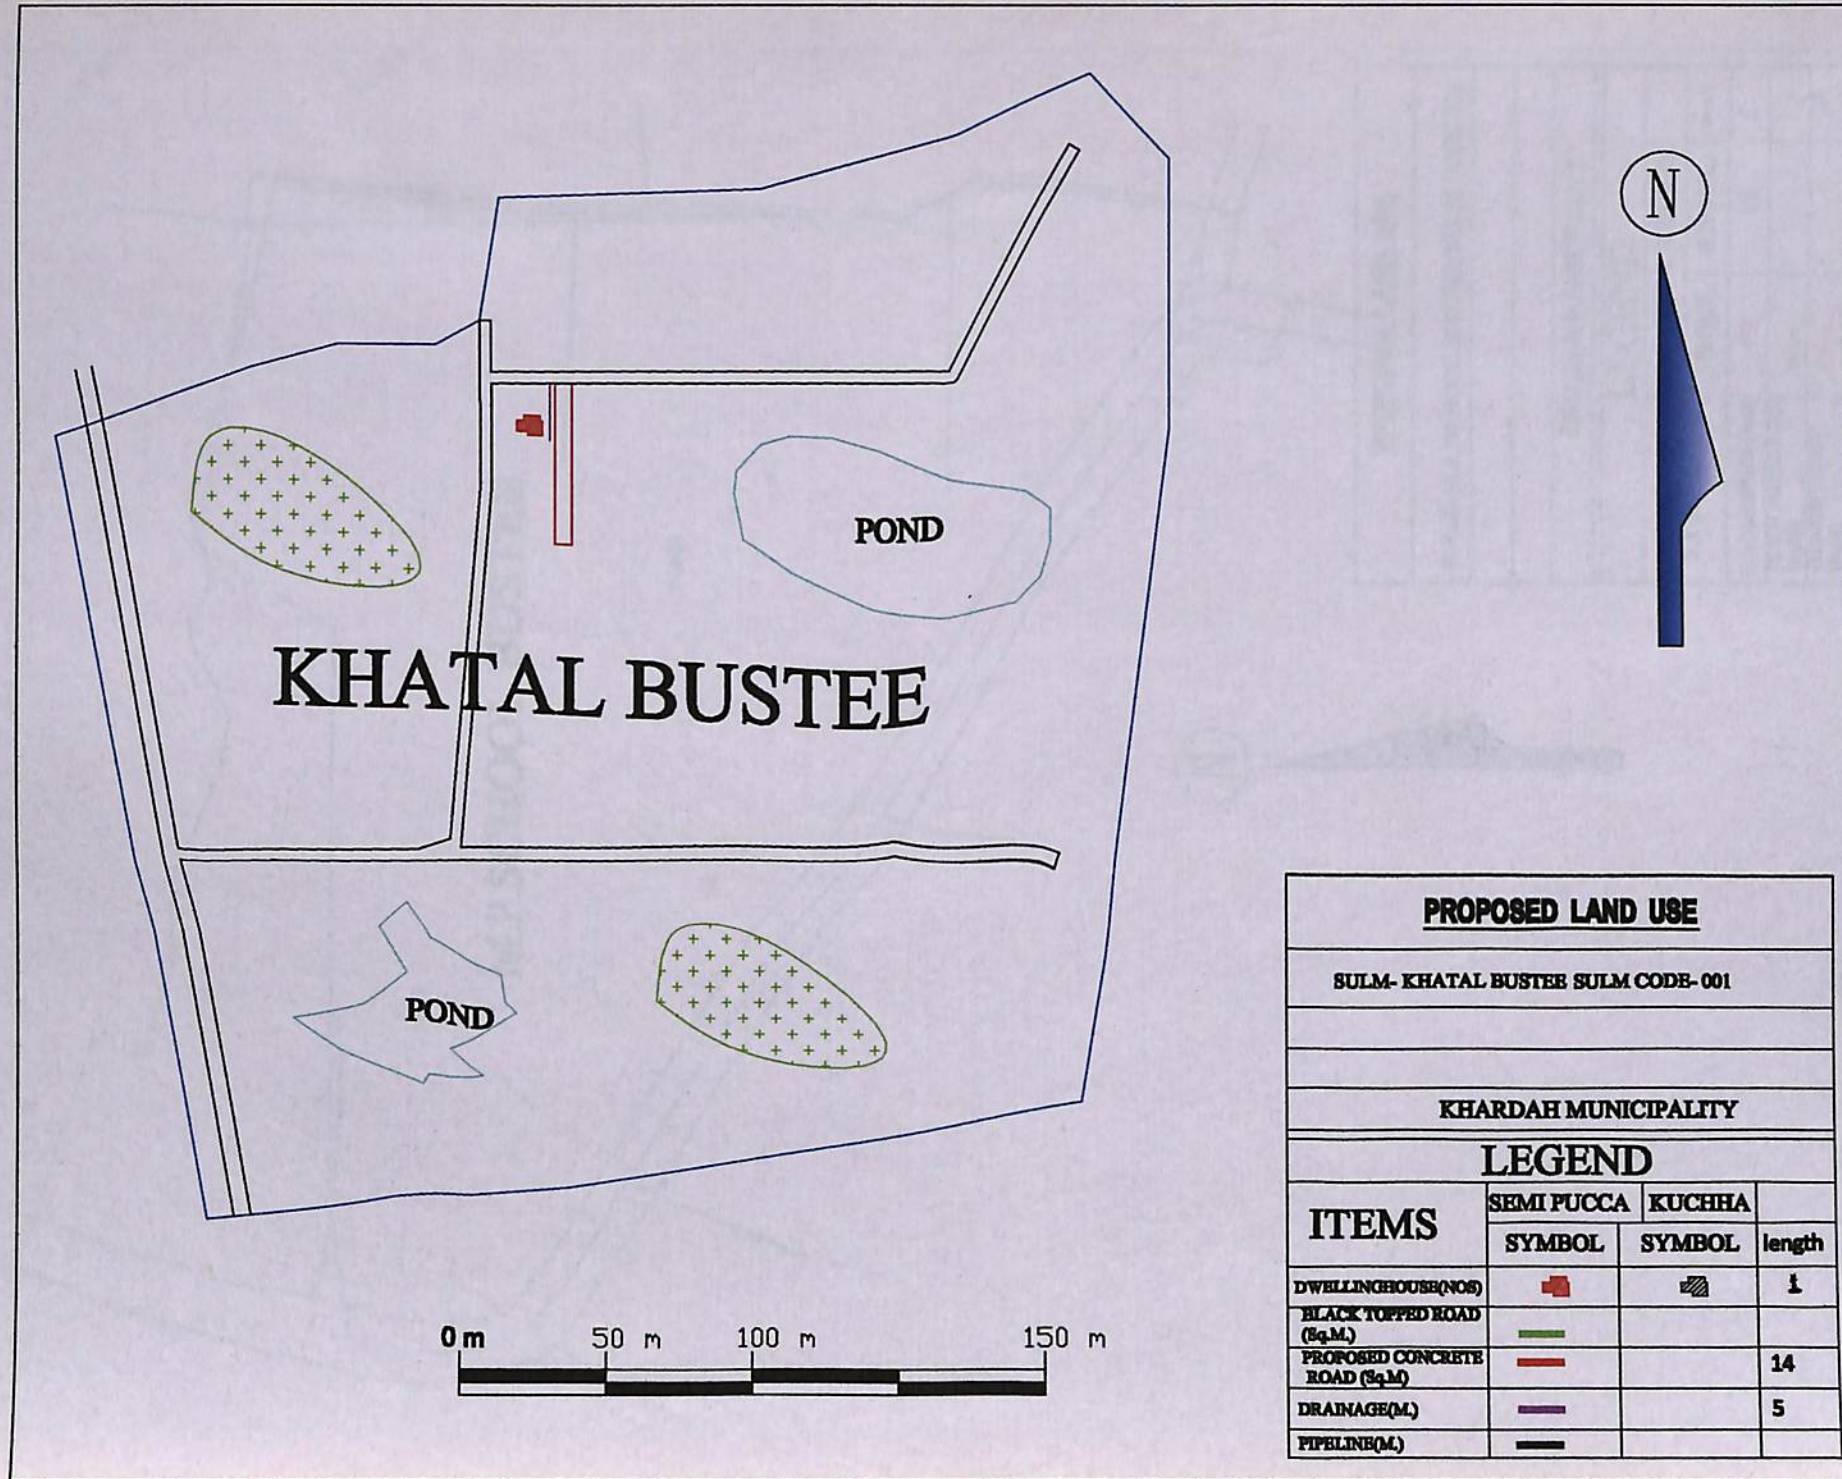 N
POND
KHATAL BUSTEE
POND
0 m 50 m 100 m 150 m
PROPOSED LAND USE
SULM- KHATAL BUSTEE SULM CODE- 001
KHARDAH MUNICIPALITY
LEGEND
ITEMS SEMI PUCCA KUCHHA
SYMBOL SYMBOL length
DWELLINGHOUSE(NOS) 1
BLACK TOPPED ROAD
(Sq.M.)
PROPOSED CONCRETE
ROAD (Sq.M) 14
DRAINAGE(M.) 5
PIPELINE(M.)